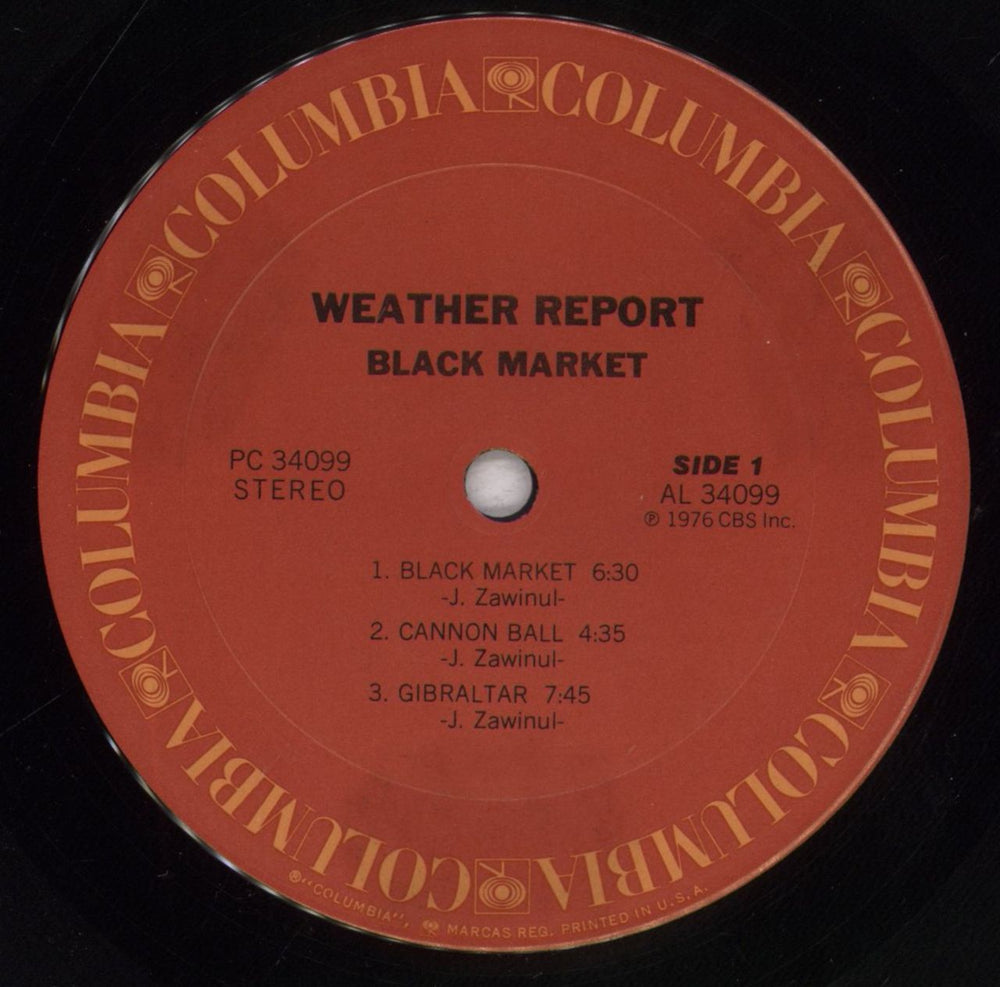 COLUMBIA COLUMBIA COLUMBIA COLUMBIA COLUMBIA COLUMBIA
WEATHER REPORT
BLACK MARKET
PC 34099
STEREO
SIDE 1
AL 34099
℗ 1976 CBS Inc.
1. BLACK MARKET 6:30
-J. Zawinul-
2. CANNON BALL 4:35
-J. Zawinul-
3. GIBRALTAR 7:45
-J. Zawinul-
®"COLUMBIA", MARCAS REG. PRINTED IN U.S.A.